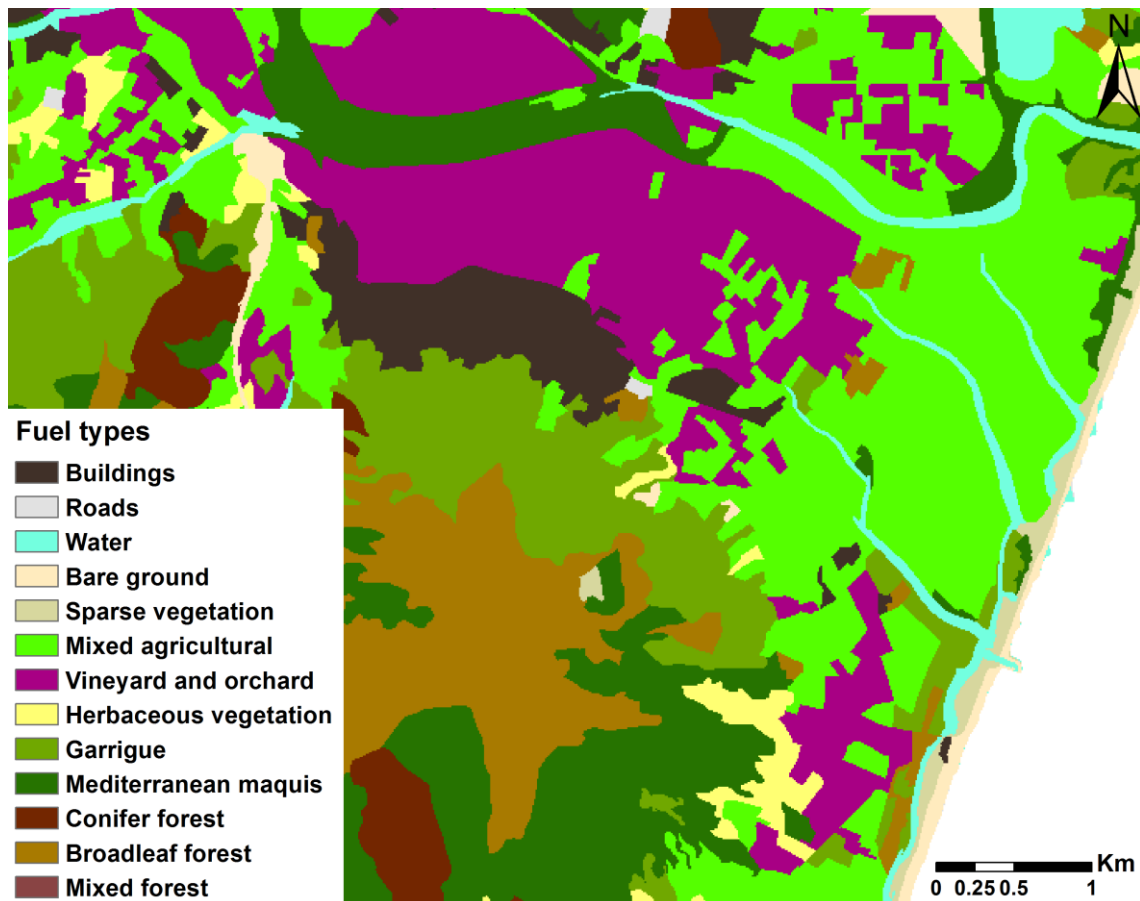 N
Fuel types
Buildings
Roads
Water
Bare ground
Sparse vegetation
Mixed agricultural
Vineyard and orchard
Herbaceous vegetation
Garrigue
Mediterranean maquis
Conifer forest
Broadleaf forest
Mixed forest
Km
0 0.25 0.5 1